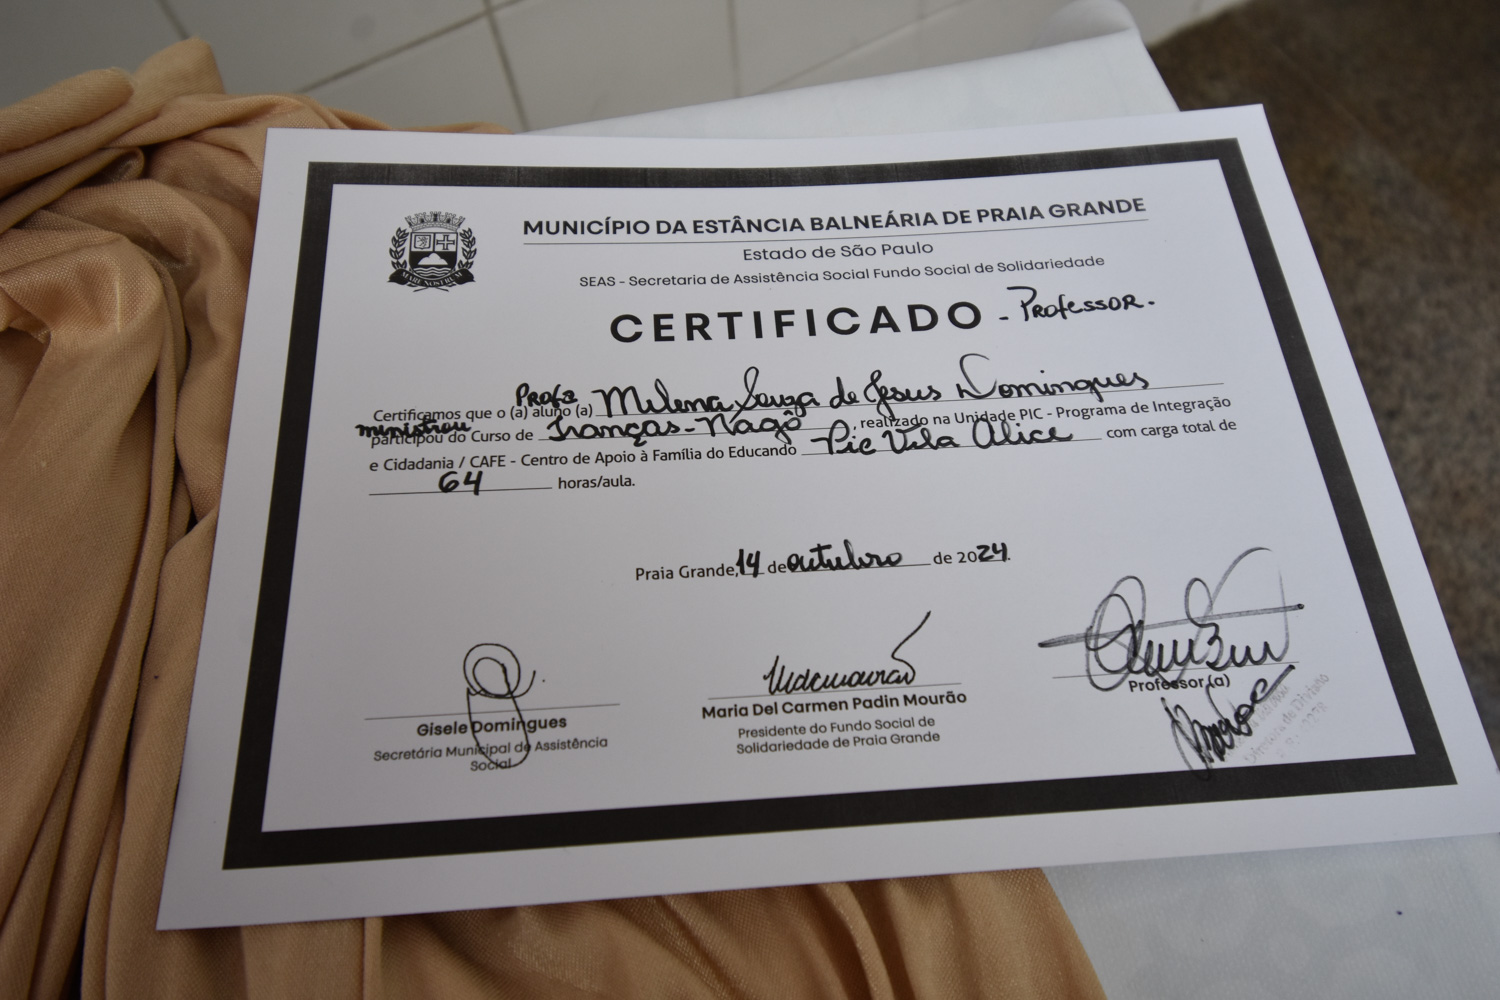 MUNICÍPIO DA ESTÂNCIA BALNEÁRIA DE PRAIA GRANDE
Estado de São Paulo
SEAS - Secretaria de Assistência Social Fundo Social de Solidariedade
CERTIFICADO - Professor.
Certificamos que o (a) aluno (a) Profa Milena Souza de Jesus Domingues
ministrou participou do Curso de Tranças-Nagô, realizado na Unidade PIC - Programa de Integração
e Cidadania / CAFE - Centro de Apoio à Família do Educando Pic Vila Alice com carga total de
64 horas/aula.
Praia Grande, 14 de outubro de 2024.
Gisele Domingues
Secretária Municipal de Assistência
Social
Maria Del Carmen Padin Mourão
Presidente do Fundo Social de
Solidariedade de Praia Grande
Professor (a)